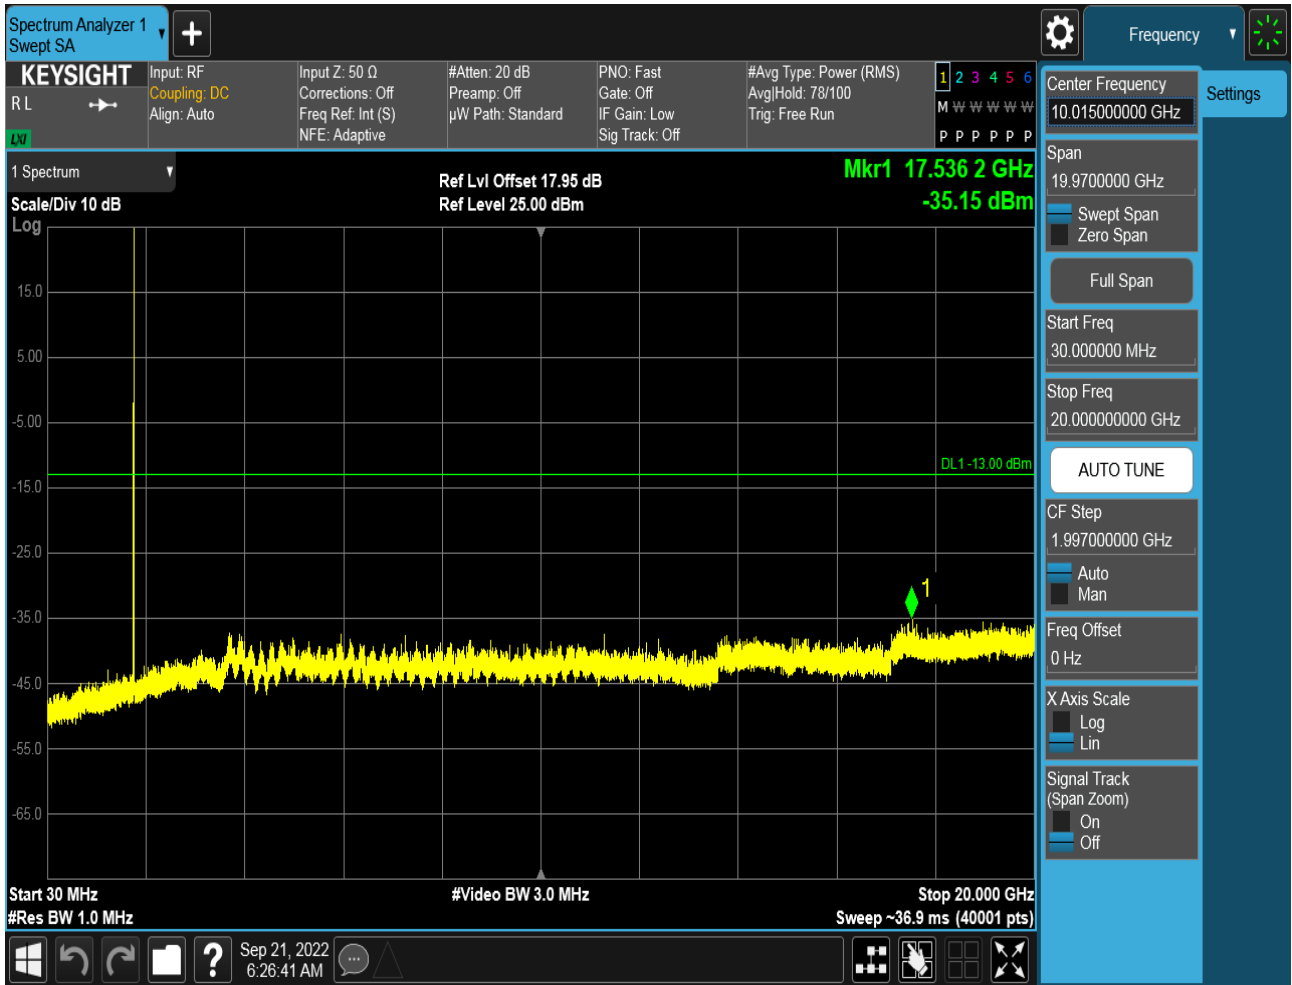 Spectrum Analyzer 1
Swept SA
Frequency
KEYSIGHT
R L
LXI
Input: RF
Coupling: DC
Align: Auto
Input Z: 50 Ω
Corrections: Off
Freq Ref: Int (S)
NFE: Adaptive
#Atten: 20 dB
Preamp: Off
µW Path: Standard
PNO: Fast
Gate: Off
IF Gain: Low
Sig Track: Off
#Avg Type: Power (RMS)
Avg|Hold: 78/100
Trig: Free Run
1 2 3 4 5 6
M W W W W W
P P P P P P
1 Spectrum
Scale/Div 10 dB
Log
Ref Lvl Offset 17.95 dB
Ref Level 25.00 dBm
Mkr1 17.536 2 GHz
-35.15 dBm
15.0
5.00
-5.00
-15.0
-25.0
-35.0
-45.0
-55.0
-65.0
DL1 -13.00 dBm
1
Start 30 MHz
#Res BW 1.0 MHz
#Video BW 3.0 MHz
Stop 20.000 GHz
Sweep ~36.9 ms (40001 pts)
Sep 21, 2022
6:26:41 AM
Center Frequency
10.015000000 GHz
Settings
Span
19.9700000 GHz
Swept Span
Zero Span
Full Span
Start Freq
30.000000 MHz
Stop Freq
20.000000000 GHz
AUTO TUNE
CF Step
1.997000000 GHz
Auto
Man
Freq Offset
0 Hz
X Axis Scale
Log
Lin
Signal Track
(Span Zoom)
On
Off